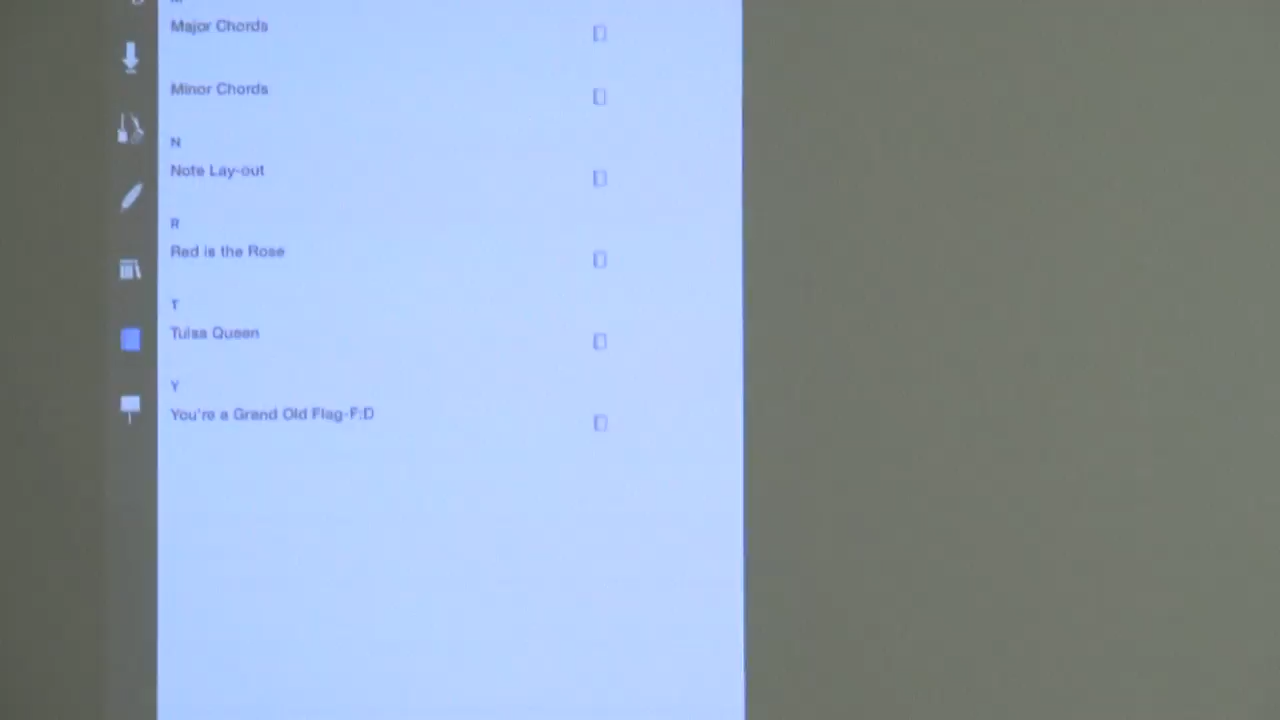 Major Chords
Minor Chords
N
Note Lay-out
R
Red is the Rose
T
Tulsa Queen
Y
You're a Grand Old Flag-F:D